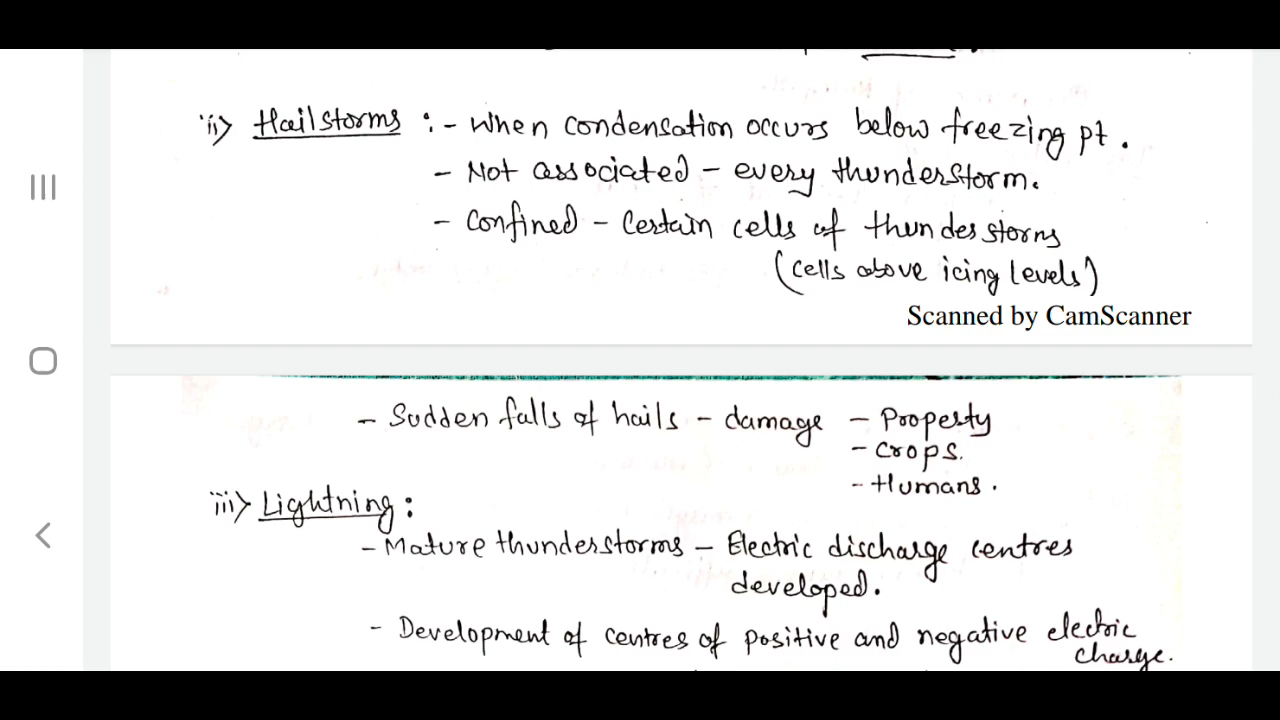 ii> Hailstorms :- When condensation occurs below freezing pt.
- Not associated - every thunderstorm.
- Confined - Certain cells of thunderstorms
(cells above icing levels)
Scanned by CamScanner
- Sudden falls of hails - damage - Property
- Crops.
- Humans.
iii> Lightning :
- Mature thunderstorms - Electric discharge centres
developed.
- Development of centres of positive and negative electric
charge.